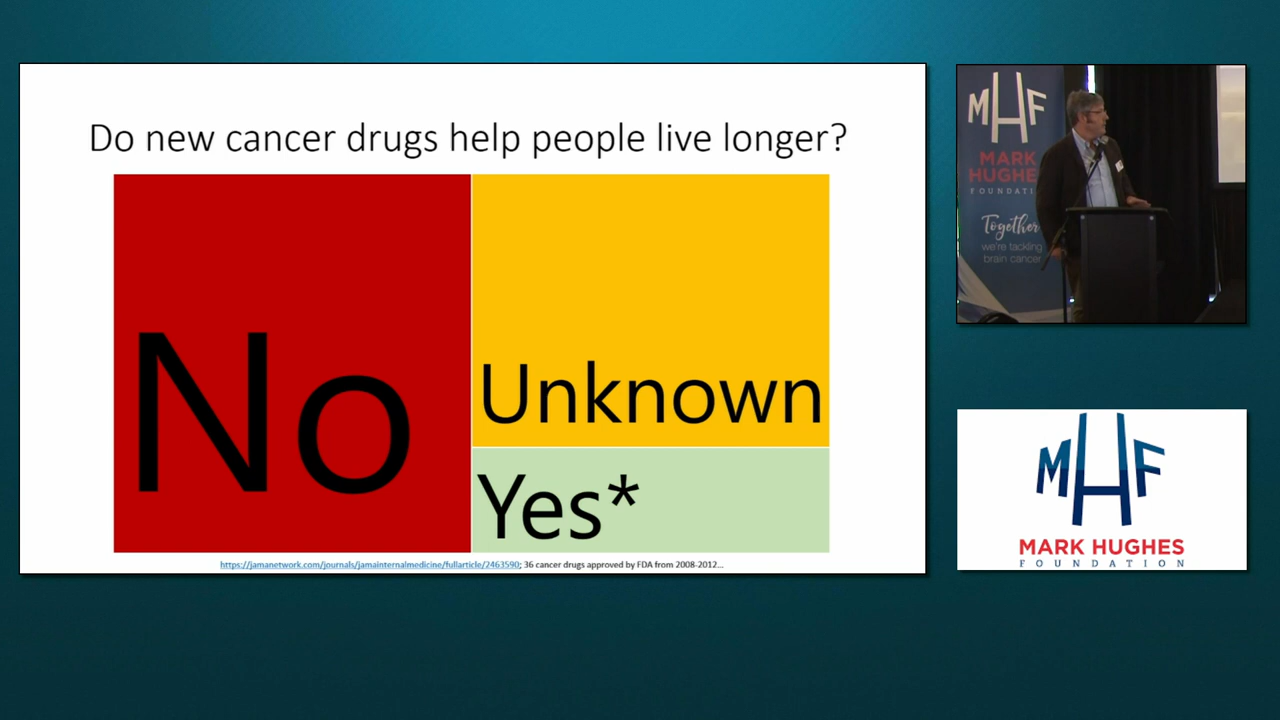 Do new cancer drugs help people live longer?
No
Unknown
Yes*
https://jamanetwork.com/journals/jamainternalmedicine/fullarticle/2463590; 36 cancer drugs approved by FDA from 2008-2012...
MHF
MARK
HUGHE
FOUNDATI
Together
we're tackling
brain cancer
MHF
MARK HUGHES
FOUNDATION